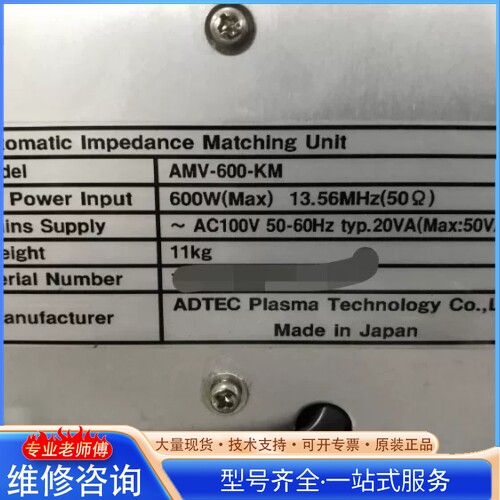 tomatic Impedance Matching Unit
del AMV-600-KM
Power Input 600W(Max) 13.56MHz(50Ω)
ains Supply ~ AC100V 50-60Hz typ.20VA(Max:50VA
eight 11kg
erial Number
anufacturer ADTEC Plasma Technology Co.,L
Made in Japan
专业老师傅 大量现货·技术支持·可开专票·原装正品
维修咨询 型号齐全·一站式服务